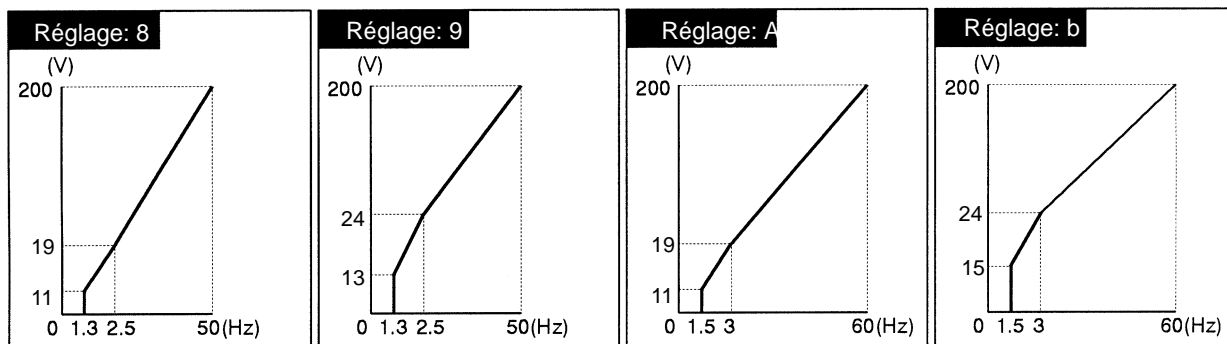 Réglage: 8
(V)
200
19
11
0 1.3 2.5 50(Hz)
Réglage: 9
(V)
200
24
13
0 1.3 2.5 50(Hz)
Réglage: A
(V)
200
19
11
0 1.5 3 60(Hz)
Réglage: b
(V)
200
24
15
0 1.5 3 60(Hz)